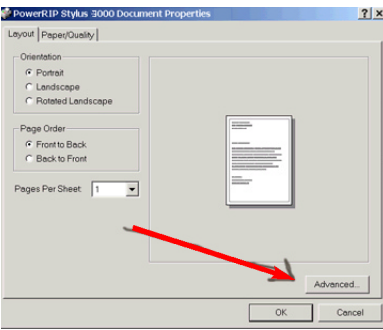 PowerRIP Stylus 3000 Document Properties
Layout Paper/Quality
Orientation
Portrait
Landscape
Rotated Landscape
Page Order
Front to Back
Back to Front
Pages Per Sheet: 1
Advanced...
OK Cancel